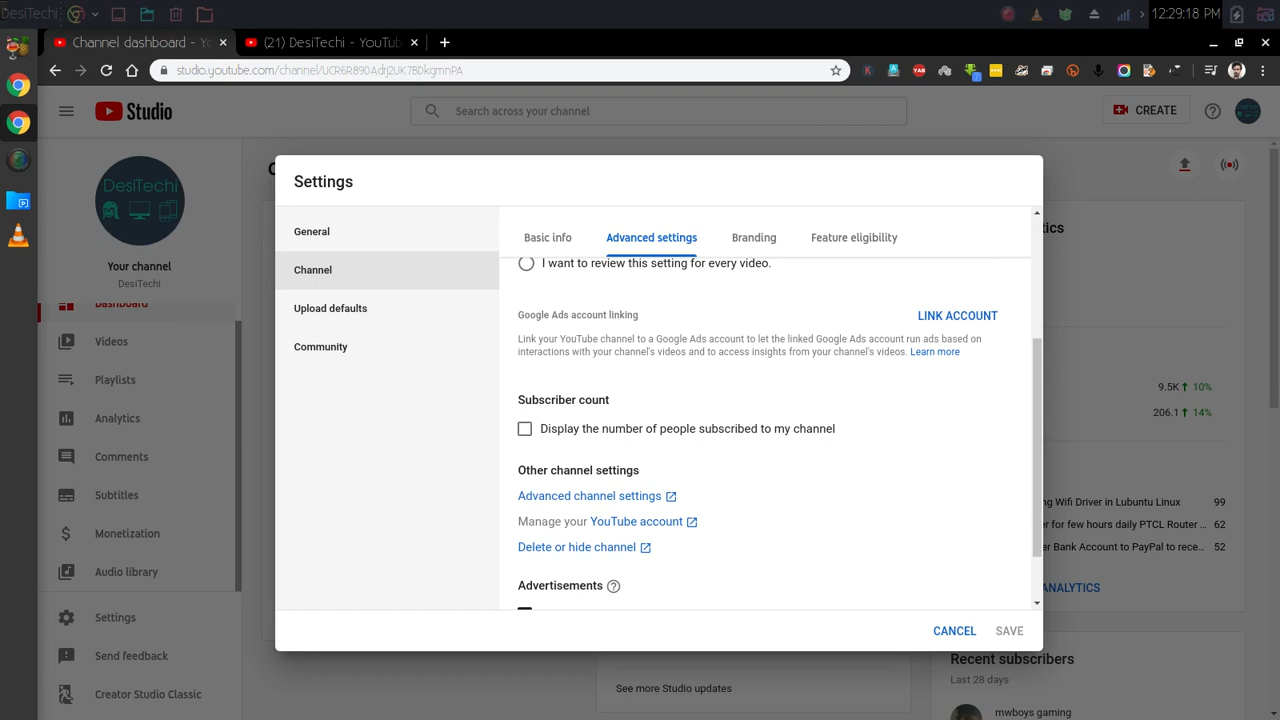 DesiTechi
12:29:18 PM
Channel dashboard - Yo
(21) DesiTechi - YouTub
studio.youtube.com/channel/UCR6R890Adrj2UK7BDkgmnPA
Studio
Search across your channel
CREATE
DesiTechi
Your channel
DesiTechi
Dashboard
Videos
Playlists
Analytics
Comments
Subtitles
Monetization
Audio library
Settings
Send feedback
Creator Studio Classic
Settings
General
Channel
Upload defaults
Community
Basic info
Advanced settings
Branding
Feature eligibility
I want to review this setting for every video.
Google Ads account linking
LINK ACCOUNT
Link your YouTube channel to a Google Ads account to let the linked Google Ads account run ads based on
interactions with your channel's videos and to access insights from your channel's videos. Learn more
Subscriber count
Display the number of people subscribed to my channel
Other channel settings
Advanced channel settings
Manage your YouTube account
Delete or hide channel
Advertisements
CANCEL
SAVE
tics
9.5K 10%
206.1 14%
ng Wifi Driver in Lubuntu Linux 99
er for few hours daily PTCL Router ... 62
er Bank Account to PayPal to rece... 52
ANALYTICS
See more Studio updates
Recent subscribers
Last 28 days
mwboys gaming